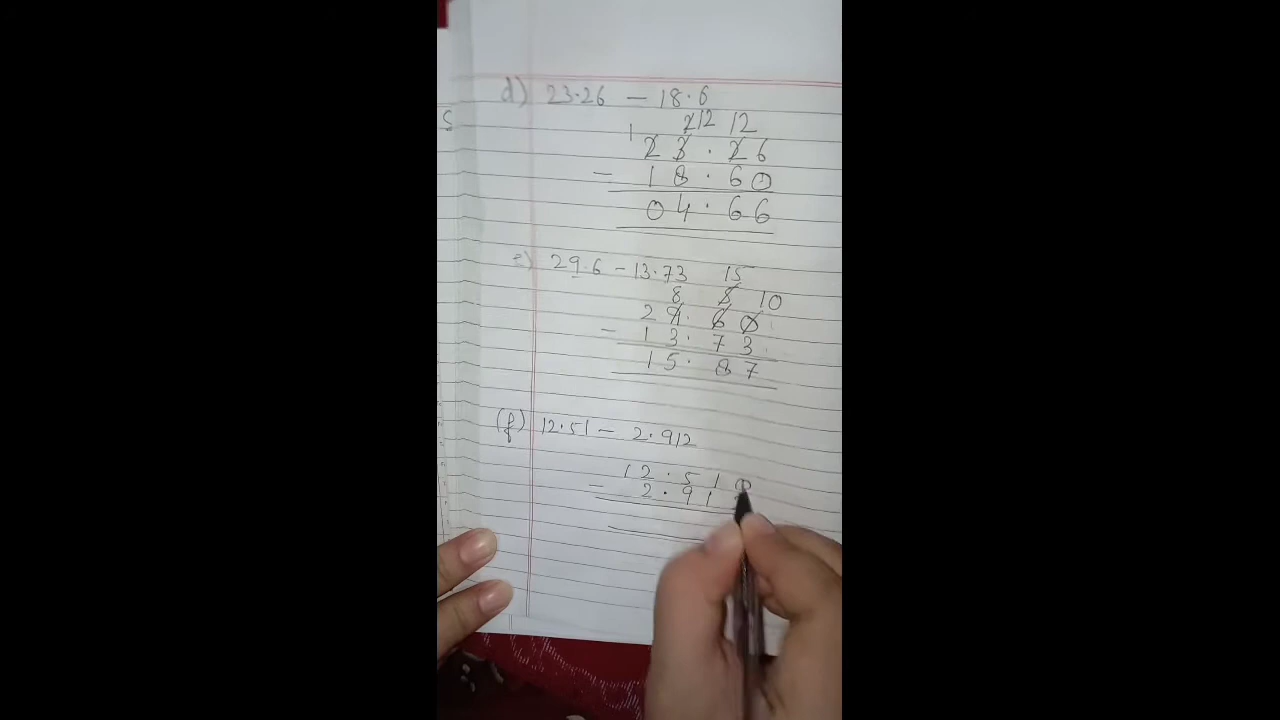 d) 23.26 - 18.6
2 12 12
1
2 3 . 2 6
- 1 8 . 6 0
0 4 . 6 6
e) 29.6 - 13.73 15
8 8 10
2 9 . 6 0
- 1 3 . 7 3
1 5 . 8 7
(f) 12.51 - 2.912
1 2 . 5 1 0
- 2 . 9 1